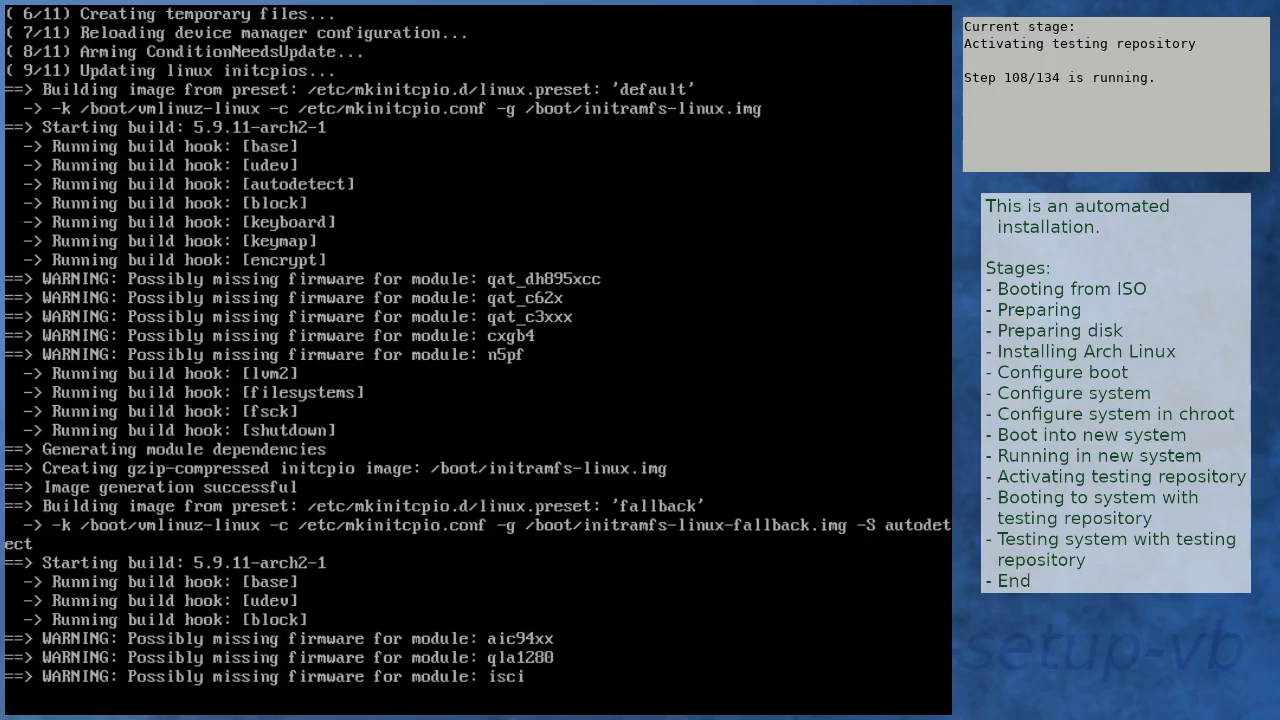 ( 6/11) Creating temporary files...
( 7/11) Reloading device manager configuration...
( 8/11) Arming ConditionNeedsUpdate...
( 9/11) Updating linux initcpios...
==> Building image from preset: /etc/mkinitcpio.d/linux.preset: 'default'
  -> -k /boot/vmlinuz-linux -c /etc/mkinitcpio.conf -g /boot/initramfs-linux.img
==> Starting build: 5.9.11-arch2-1
  -> Running build hook: [base]
  -> Running build hook: [udev]
  -> Running build hook: [autodetect]
  -> Running build hook: [block]
  -> Running build hook: [keyboard]
  -> Running build hook: [keymap]
  -> Running build hook: [encrypt]
==> WARNING: Possibly missing firmware for module: qat_dh895xcc
==> WARNING: Possibly missing firmware for module: qat_c62x
==> WARNING: Possibly missing firmware for module: qat_c3xxx
==> WARNING: Possibly missing firmware for module: cxgb4
==> WARNING: Possibly missing firmware for module: n5pf
  -> Running build hook: [lvm2]
  -> Running build hook: [filesystems]
  -> Running build hook: [fsck]
  -> Running build hook: [shutdown]
==> Generating module dependencies
==> Creating gzip-compressed initcpio image: /boot/initramfs-linux.img
==> Image generation successful
==> Building image from preset: /etc/mkinitcpio.d/linux.preset: 'fallback'
  -> -k /boot/vmlinuz-linux -c /etc/mkinitcpio.conf -g /boot/initramfs-linux-fallback.img -S autodet
ect
==> Starting build: 5.9.11-arch2-1
  -> Running build hook: [base]
  -> Running build hook: [udev]
  -> Running build hook: [block]
==> WARNING: Possibly missing firmware for module: aic94xx
==> WARNING: Possibly missing firmware for module: qla1280
==> WARNING: Possibly missing firmware for module: isci
Current stage:
Activating testing repository
Step 108/134 is running.
This is an automated
installation.
Stages:
- Booting from ISO
- Preparing
- Preparing disk
- Installing Arch Linux
- Configure boot
- Configure system
- Configure system in chroot
- Boot into new system
- Running in new system
- Activating testing repository
- Booting to system with
testing repository
- Testing system with testing
repository
- End
setup-vb